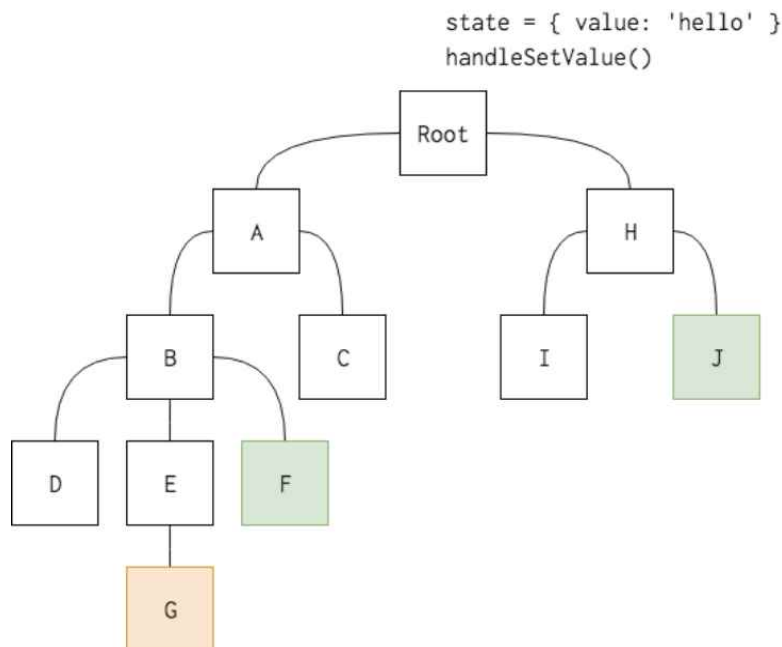 state = { value: 'hello' }
handleSetValue()
Root
A
H
B
C
I
J
D
E
F
G